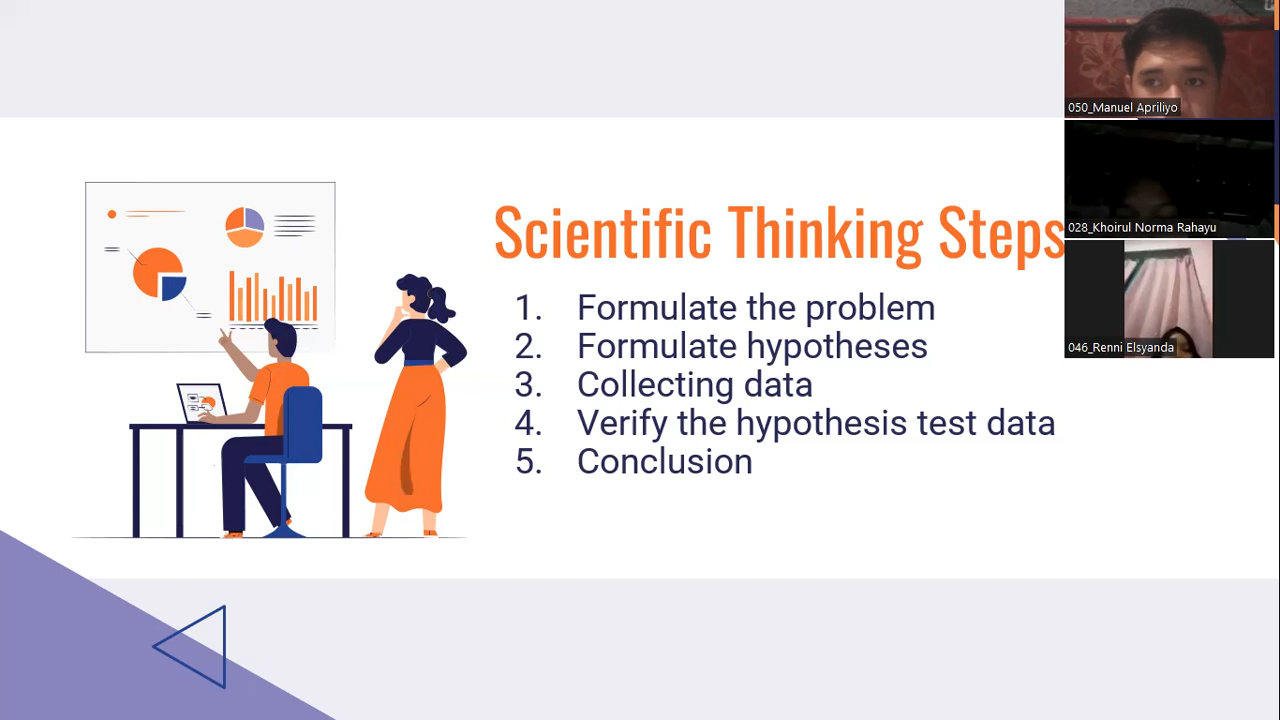 Scientific Thinking Steps
1. Formulate the problem
2. Formulate hypotheses
3. Collecting data
4. Verify the hypothesis test data
5. Conclusion
050_Manuel Apriliyo
028_Khoirul Norma Rahayu
046_Renni Elsyanda